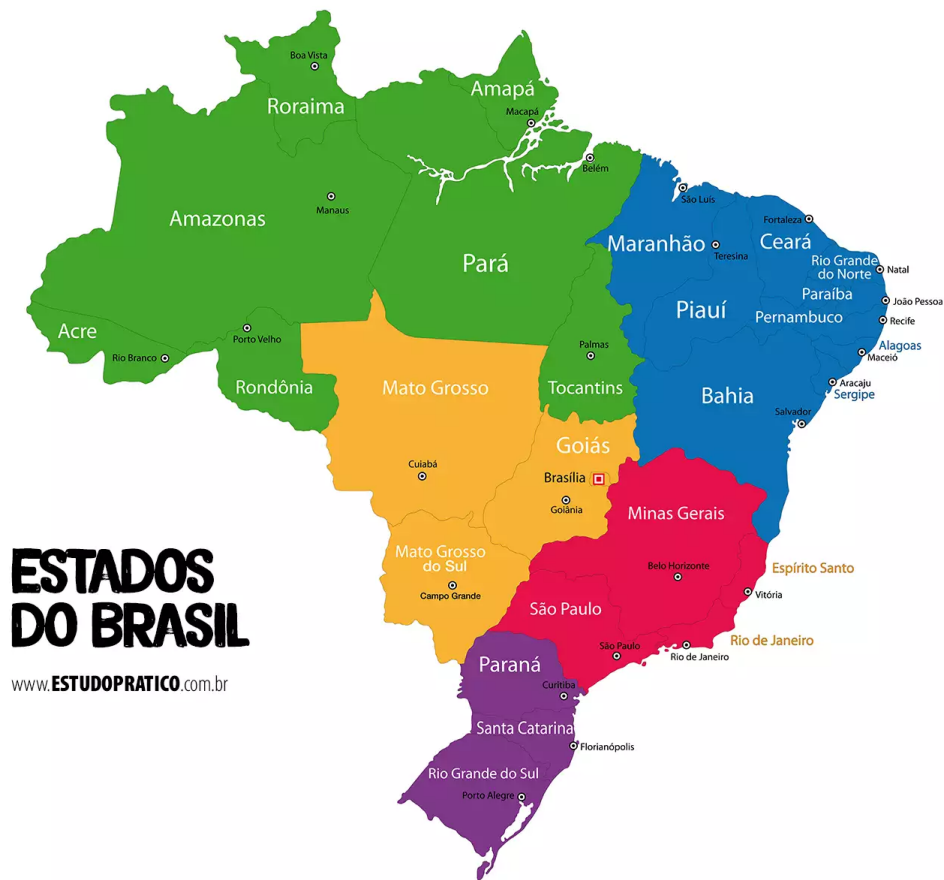 Boa Vista
Roraima
Amapá
Macapá
Belém
Amazonas
Manaus
Pará
São Luis
Maranhão
Teresina
Fortaleza
Ceará
Rio Grande
do Norte
Natal
Piauí
Paraíba
João Pessoa
Pernambuco
Recife
Acre
Rio Branco
Porto Velho
Rondônia
Mato Grosso
Palmas
Tocantins
Alagoas
Maceió
Bahia
Aracaju
Sergipe
Salvador
Goiás
Cuiabá
Brasília
Goiânia
Minas Gerais
Mato Grosso
do Sul
Campo Grande
Belo Horizonte
Espírito Santo
Vitória
São Paulo
São Paulo
Rio de Janeiro
Rio de Janeiro
Paraná
Curitiba
Santa Catarina
Florianópolis
Rio Grande do Sul
Porto Alegre
ESTADOS
DO BRASIL
www.ESTUDOPRATICO.com.br